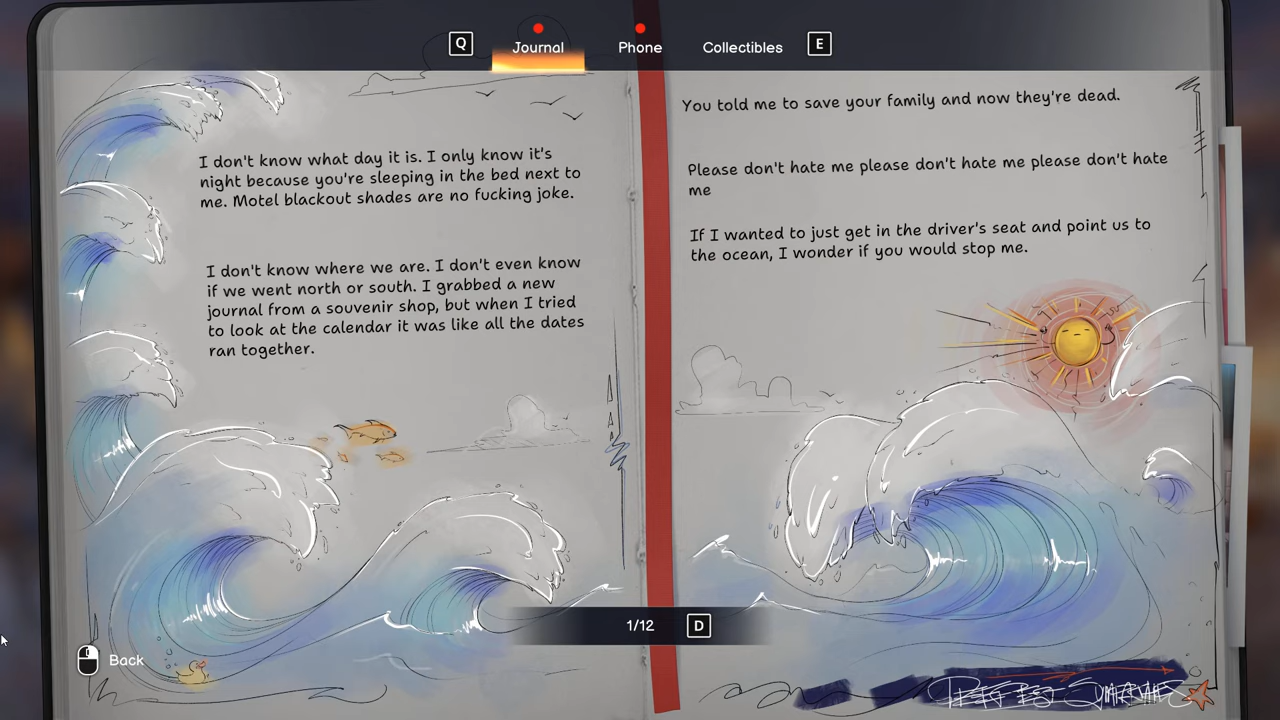 Q Journal Phone Collectibles E
I don't know what day it is. I only know it's
night because you're sleeping in the bed next to
me. Motel blackout shades are no fucking joke.
I don't know where we are. I don't even know
if we went north or south. I grabbed a new
journal from a souvenir shop, but when I tried
to look at the calendar it was like all the dates
ran together.
You told me to save your family and now they're dead.
Please don't hate me please don't hate me please don't hate
me
If I wanted to just get in the driver's seat and point us to
the ocean, I wonder if you would stop me.
1/12 D
Back